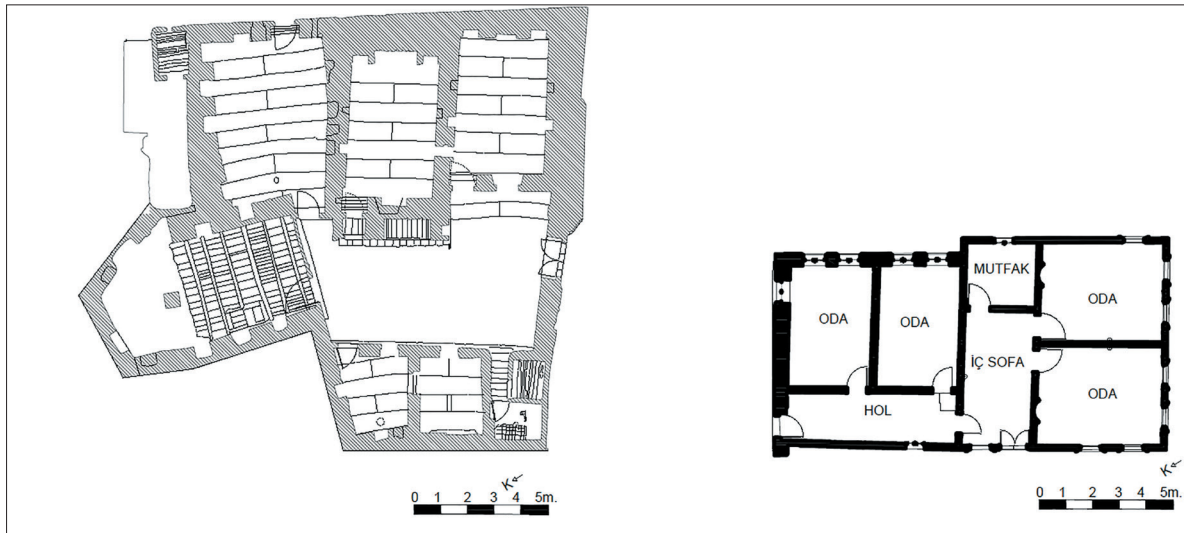 MUTFAK
ODA
ODA
ODA
İÇ SOFA
ODA
HOL
K
0 1 2 3 4 5m.
K
0 1 2 3 4 5m.